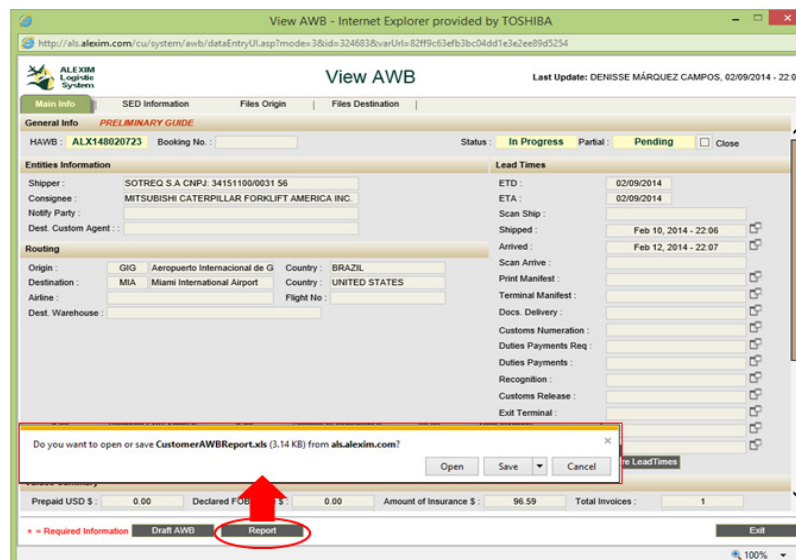 View AWB - Internet Explorer provided by TOSHIBA
http://als.alexim.com/cu/system/awb/dataEntryUI.asp?mode=3&id=324683&varUrl=82ff9c63efb3bc04dd1e3e2ee89d5254
ALEXIM
Logistic
System
View AWB
Last Update: DENISSE MÁRQUEZ CAMPOS, 02/09/2014 - 22:0
Main Info | SED Information Files Origin | Files Destination |
General Info PRELIMINARY GUIDE
HAWB : ALX148020723 Booking No. : Status : In Progress Partial : Pending Close
Entities Information
Shipper : SOTREQ S.A CNPJ: 34151100/0031 56
Consignee : MITSUBISHI CATERPILLAR FORKLIFT AMERICA INC.
Notify Party :
Dest. Custom Agent : :
Routing
Origin : GIG Aeropuerto Internacional de G Country : BRAZIL
Destination : MIA Miami International Airport Country : UNITED STATES
Airline : Flight No :
Dest. Warehouse :
Lead Times
ETD : 02/09/2014
ETA : 02/09/2014
Scan Ship :
Shipped : Feb 10, 2014 - 22:06
Arrived : Feb 12, 2014 - 22:07
Scan Arrive :
Print Manifest :
Terminal Manifest :
Docs. Delivery :
Customs Numeration :
Duties Payments Req :
Duties Payments :
Recognition :
Customs Release :
Exit Terminal :
Do you want to open or save CustomerAWBReport.xls (3.14 KB) from als.alexim.com?
Open Save Cancel
LeadTimes
Prepaid USD $ : 0.00 Declared FOB $ : 0.00 Amount of Insurance $ : 96.59 Total Invoices : 1
* = Required Information Draft AWB Report Exit
100%